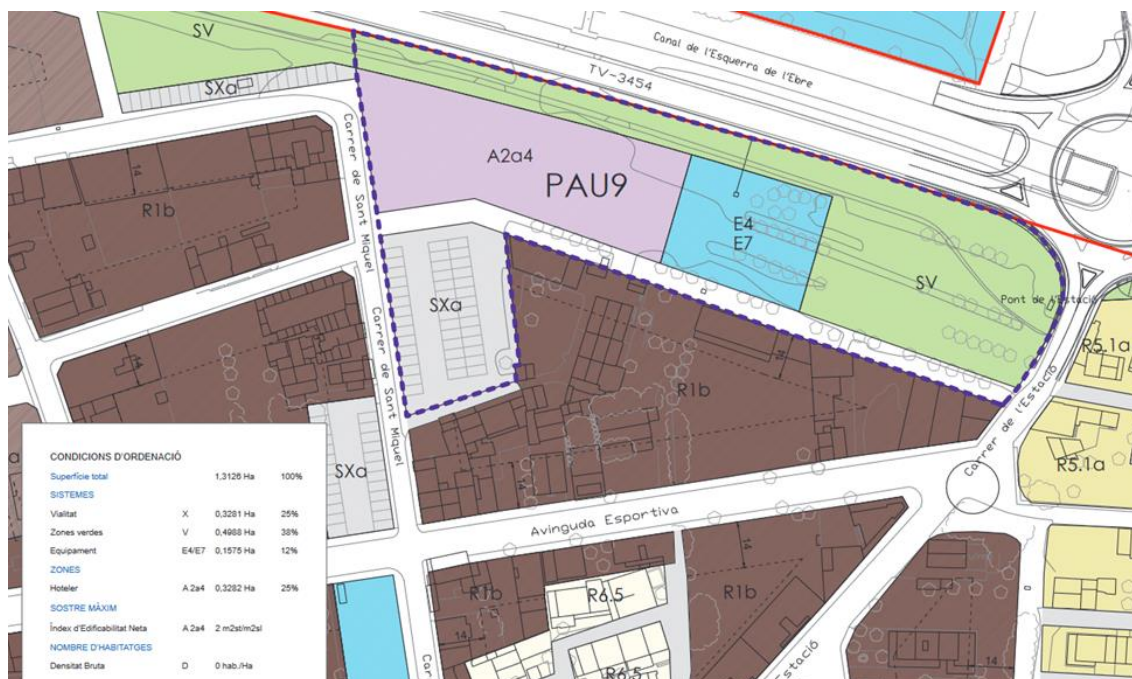 SV
Canal de l'Esquerra de l'Ebre
TV-3454
SXa
A2a4
PAU9
R1b
14
Carrer de Sant Miquel
E4
E7
SV
Pont de l'Estació
SXa
R5.1a
R1b
14
Carrer de Sant Miquel
14
Carrer de l'Estació
R5.1a
SXa
14
Avinguda Esportiva
R1b
R6.5
14
R1b
14
R6.5
14
Estació
CONDICIONS D'ORDENACIÓ
Superfície total 1,3126 Ha 100%
SISTEMES
Vialitat X 0,3281 Ha 25%
Zones verdes V 0,4988 Ha 38%
Equipament E4/E7 0,1575 Ha 12%
ZONES
Hoteler A 2a4 0,3282 Ha 25%
SOSTRE MÀXIM
Índex d'Edificabilitat Neta A 2a4 2 m2st/m2sl
NOMBRE D'HABITATGES
Densitat Bruta D 0 hab./Ha